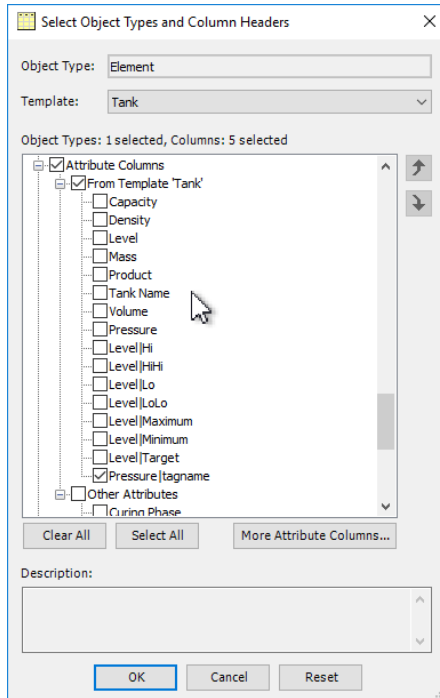 Select Object Types and Column Headers
Object Type: Element
Template: Tank
Object Types: 1 selected, Columns: 5 selected
Attribute Columns
From Template 'Tank'
Capacity
Density
Level
Mass
Product
Tank Name
Volume
Pressure
Level|Hi
Level|HiHi
Level|Lo
Level|LoLo
Level|Maximum
Level|Minimum
Level|Target
Pressure|tagname
Other Attributes
Curing Phase
Clear All Select All More Attribute Columns...
Description:
OK Cancel Reset